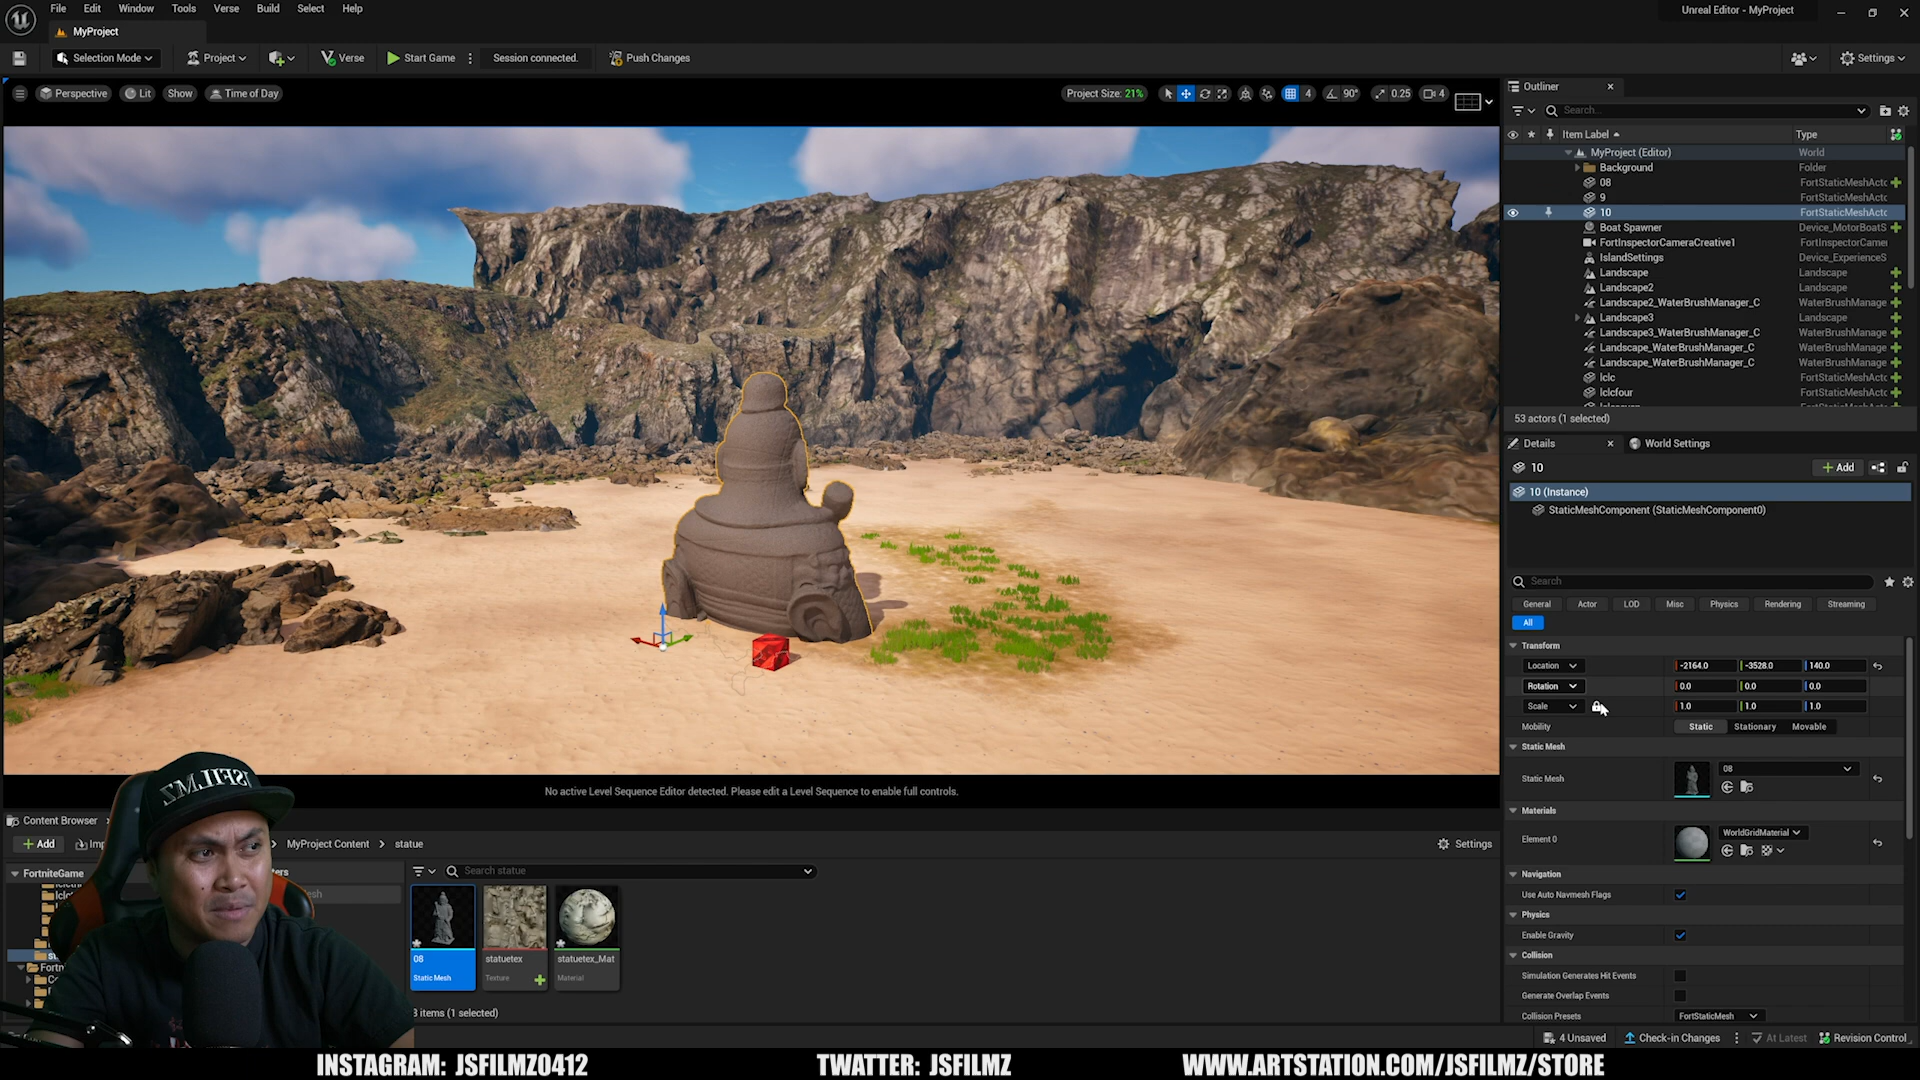 File Edit Window Tools Verse Build Select Help
Unreal Editor - MyProject
MyProject
Selection Mode
Project
Verse
Start Game
Session connected.
Push Changes
Settings
Perspective
Lit
Show
Time of Day
Project Size: 21%
4
90°
0.25
4
Outliner
Search...
Item Label
Type
MyProject (Editor) World
Background Folder
08 FortStaticMeshActc
9 FortStaticMeshActc
10 FortStaticMeshActc
Boat Spawner Device_MotorBoatS
FortInspectorCameraCreative1 FortInspectorCamer
IslandSettings Device_ExperienceS
Landscape Landscape
Landscape2 Landscape
Landscape2_WaterBrushManager_C WaterBrushManage
Landscape3 Landscape
Landscape3_WaterBrushManager_C WaterBrushManage
Landscape_WaterBrushManager_C WaterBrushManage
Landscape_WaterBrushManager_C WaterBrushManage
lclc FortStaticMeshActc
lclcfour FortStaticMeshActc
53 actors (1 selected)
Details
World Settings
10
Add
10 (Instance)
StaticMeshComponent (StaticMeshComponent0)
Search
General Actor LOD Misc Physics Rendering Streaming
All
Transform
Location -2164.0 -3528.0 140.0
Rotation 0.0 0.0 0.0
Scale 1.0 1.0 1.0
Mobility Static Stationary Movable
Static Mesh
Static Mesh 08
Materials
Element 0 WorldGridMaterial
Navigation
Use Auto Navmesh Flags
Physics
Enable Gravity
Collision
Simulation Generates Hit Events
Generate Overlap Events
Collision Presets FortStaticMesh
No active Level Sequence Editor detected. Please edit a Level Sequence to enable full controls.
Content Browser
Add
MyProject Content > statue
Settings
FortniteGame
Search statue
08
Static Mesh
statuetex
Texture
statuetex_Mat
Material
3 items (1 selected)
JSFILMZ
4 Unsaved
Check-in Changes
At Latest
Revision Control
INSTAGRAM: JSFILMZ0412
TWATTER: JSFILMZ
WWW.ARTSTATION.COM/JSFILMZ/STORE